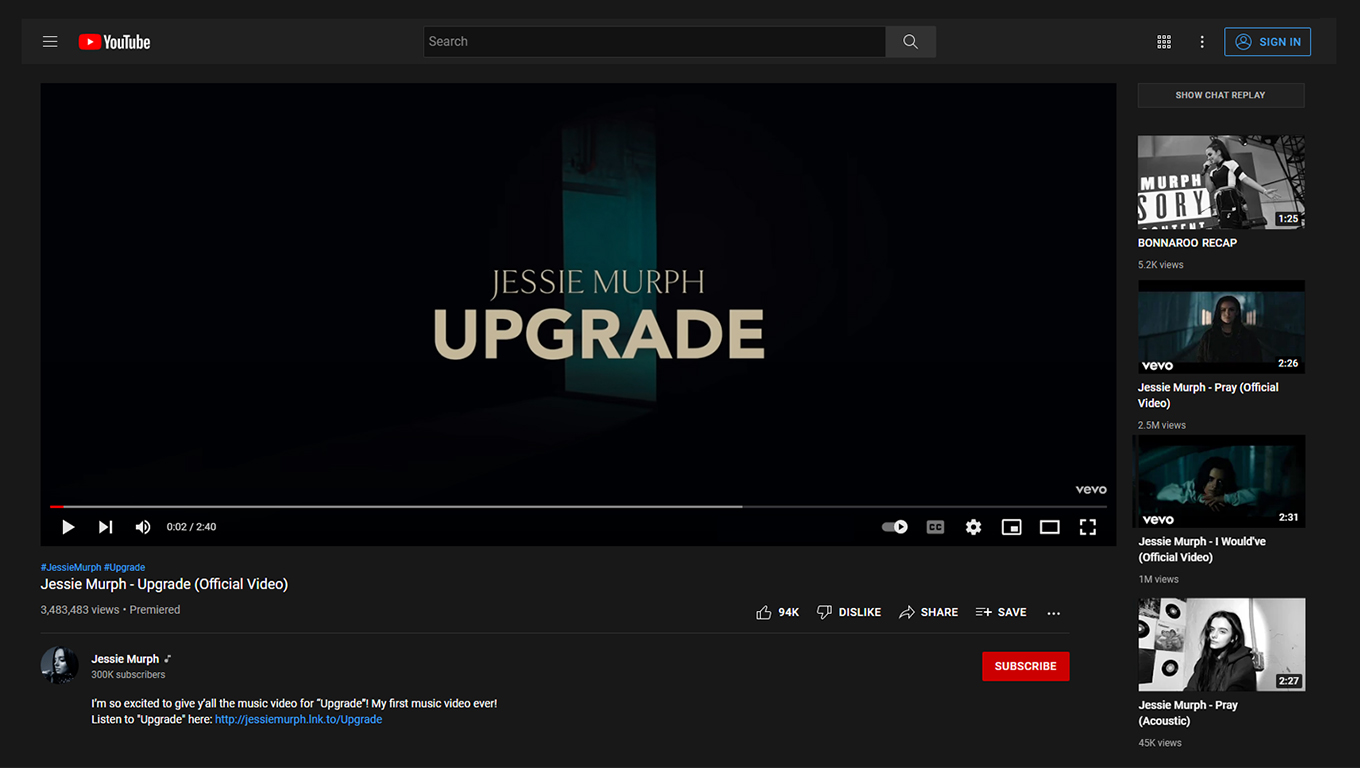 YouTube
Search
SIGN IN
SHOW CHAT REPLAY
JESSIE MURPH
UPGRADE
vevo
0:02 / 2:40
CC
#JessieMurph #Upgrade
Jessie Murph - Upgrade (Official Video)
3,483,483 views • Premiered
94K
DISLIKE
SHARE
SAVE
Jessie Murph
300K subscribers
SUBSCRIBE
I'm so excited to give y'all the music video for “Upgrade”! My first music video ever!
Listen to "Upgrade" here: http://jessiemurph.lnk.to/Upgrade
MURPH
SORY
CONTENT
1:25
BONNAROO RECAP
5.2K views
vevo
2:26
Jessie Murph - Pray (Official
Video)
2.5M views
vevo
2:31
Jessie Murph - I Would've
(Official Video)
1M views
2:27
Jessie Murph - Pray
(Acoustic)
45K views